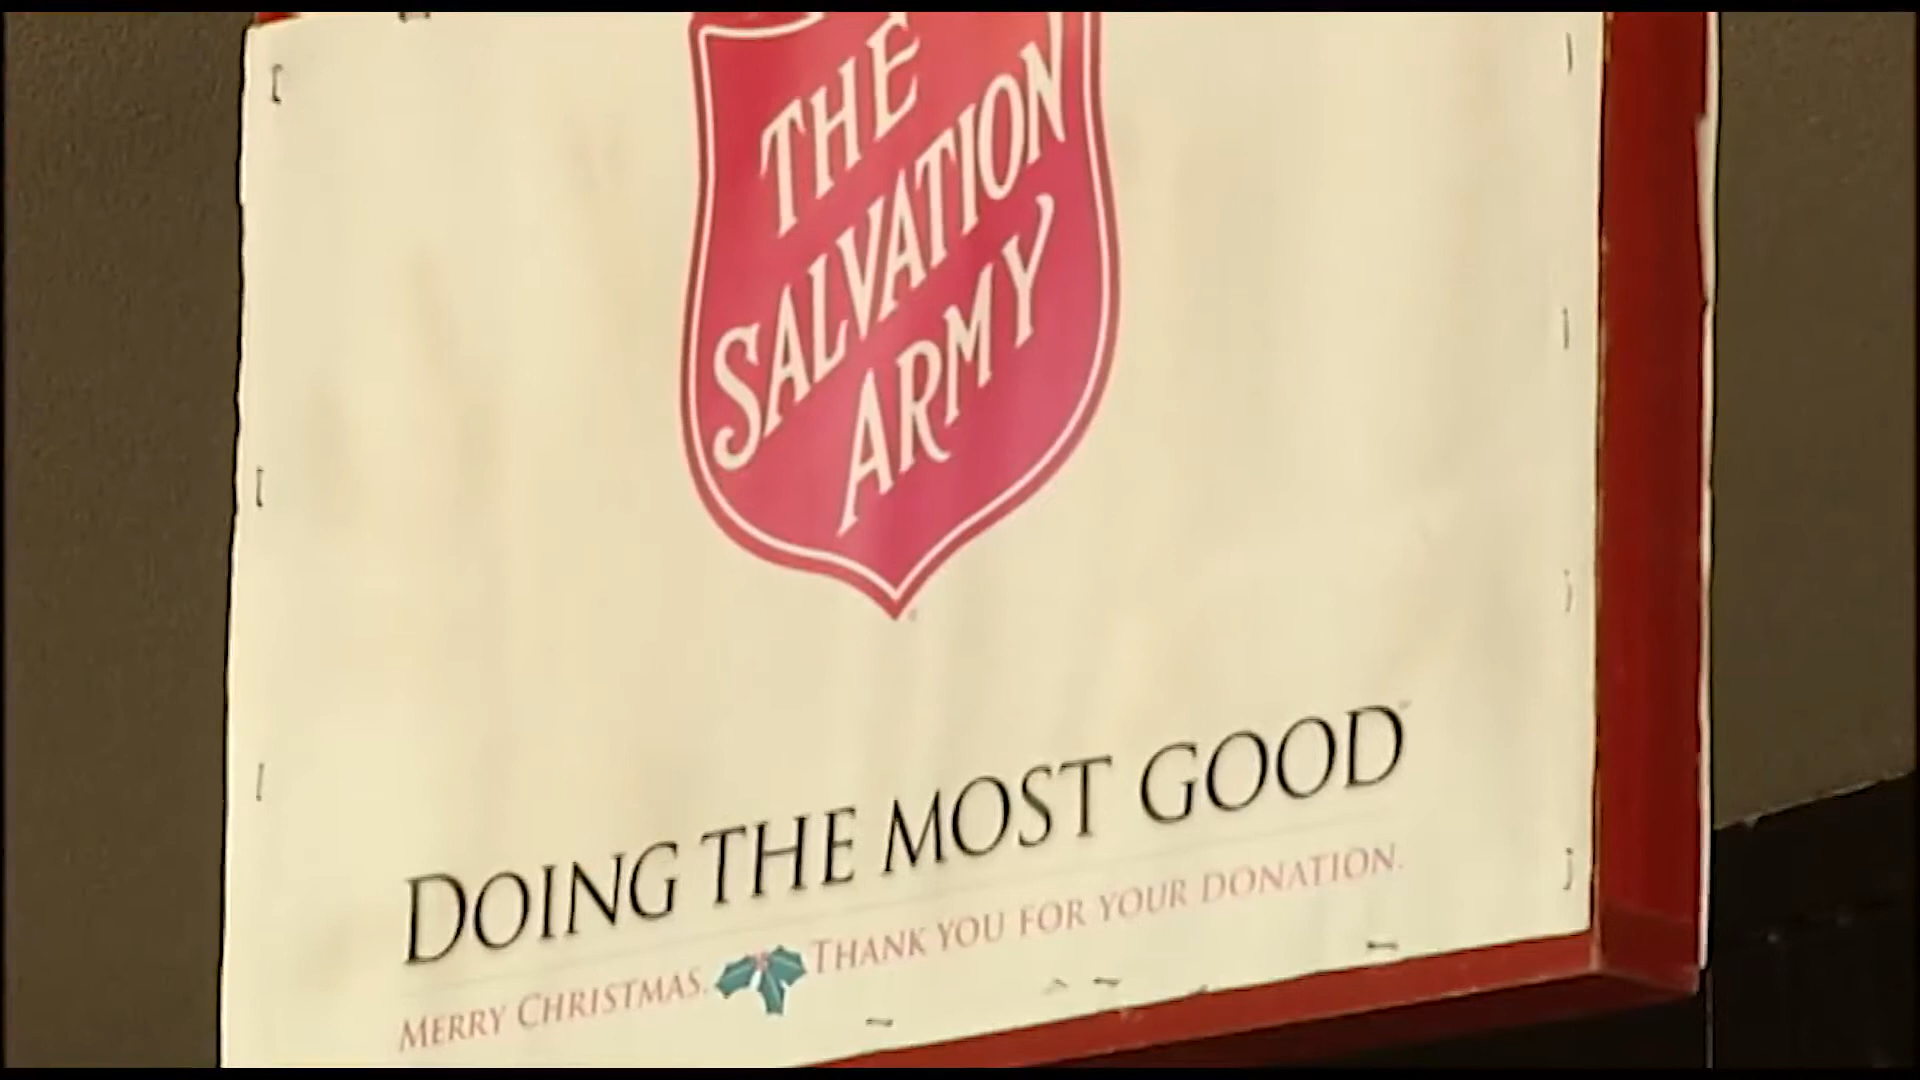 THE
SALVATION
ARMY
DOING THE MOST GOOD
MERRY CHRISTMAS. THANK YOU FOR YOUR DONATION.